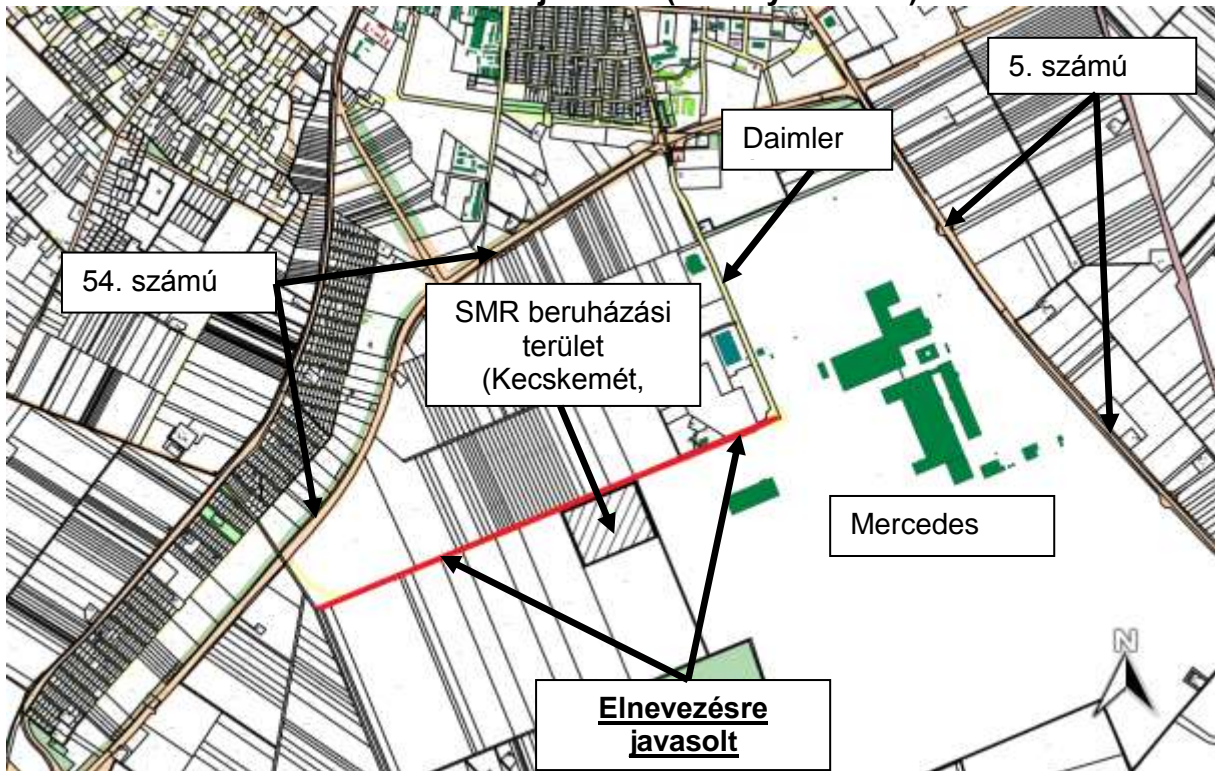 5. számú
Daimler
54. számú
SMR beruházási
terület
(Kecskemét,
Mercedes
N
Elnevezésre
javasolt